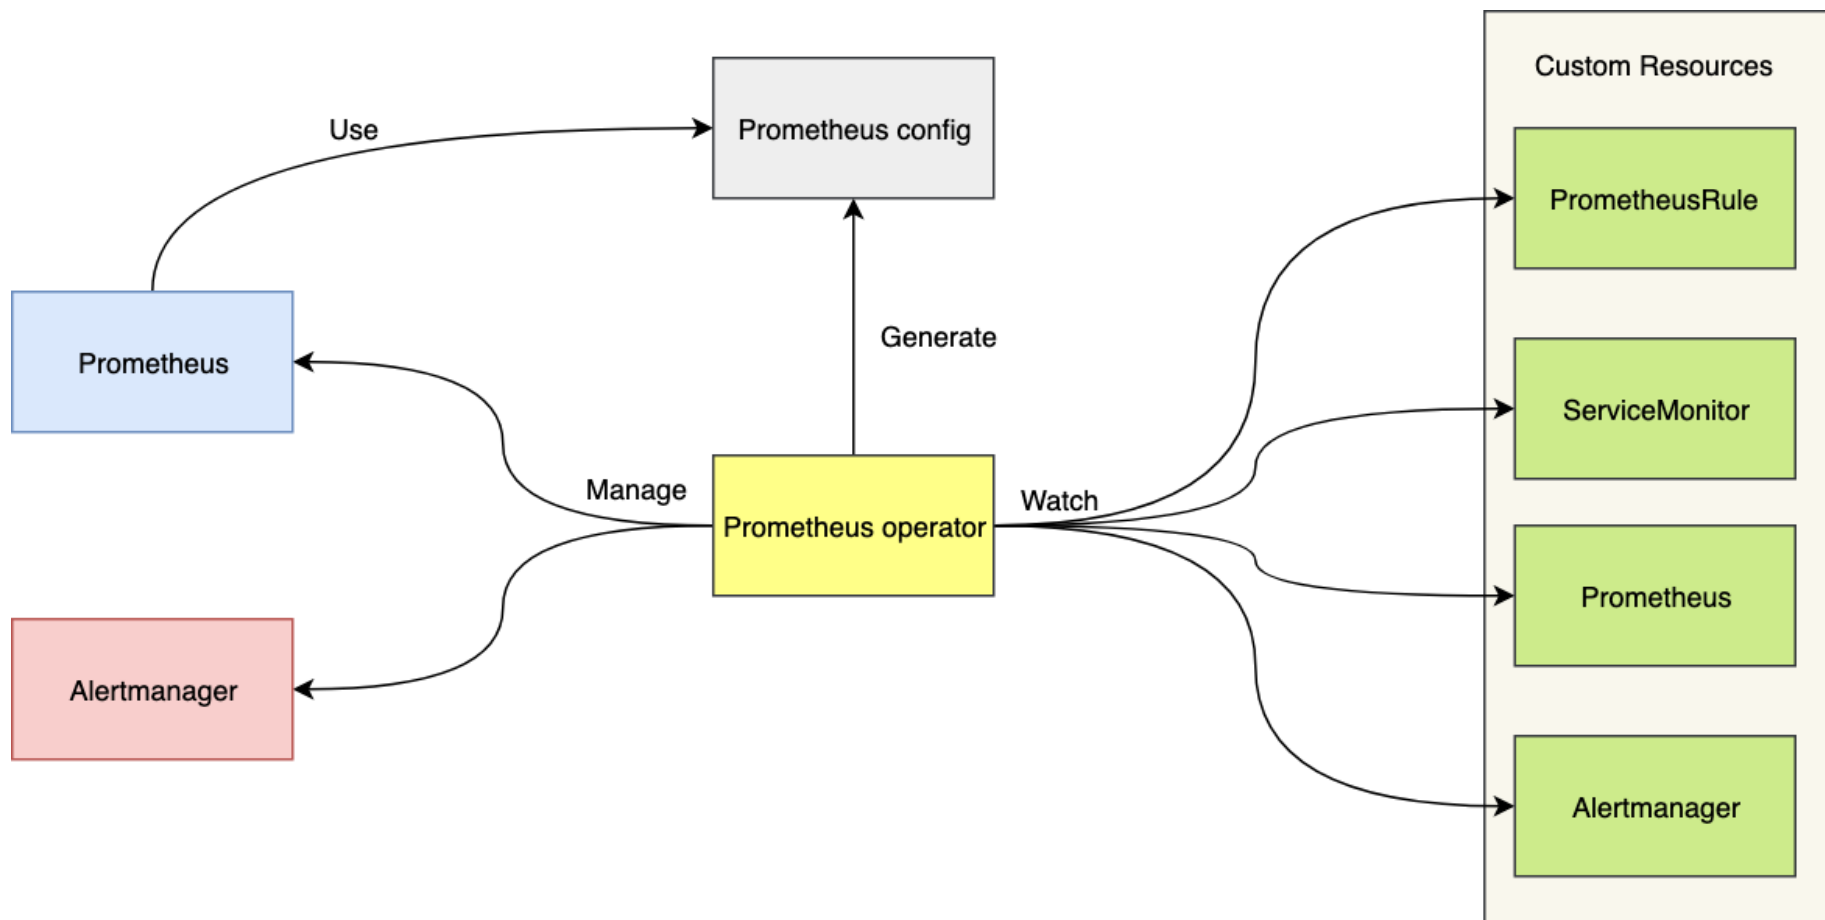 Custom Resources
Use
Prometheus config
PrometheusRule
Generate
Prometheus
ServiceMonitor
Manage
Watch
Prometheus operator
Prometheus
Alertmanager
Alertmanager